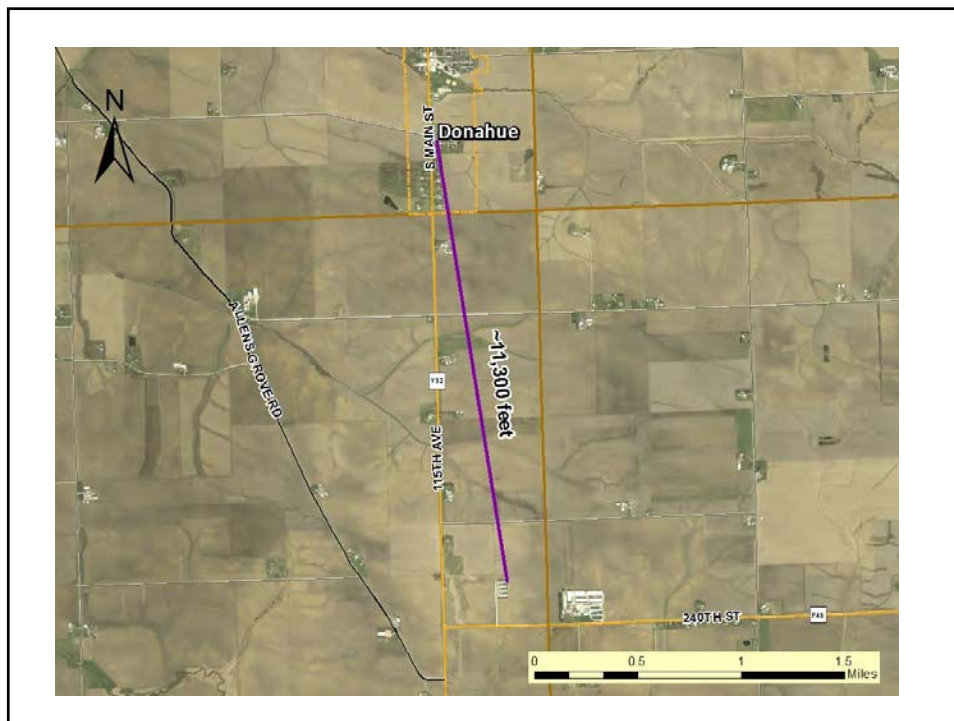 N
S MAIN ST
Donahue
ALLENS GROVE RD
~11,300 feet
Y52
115TH AVE
240TH ST
F45
0 0.5 1 1.5
Miles